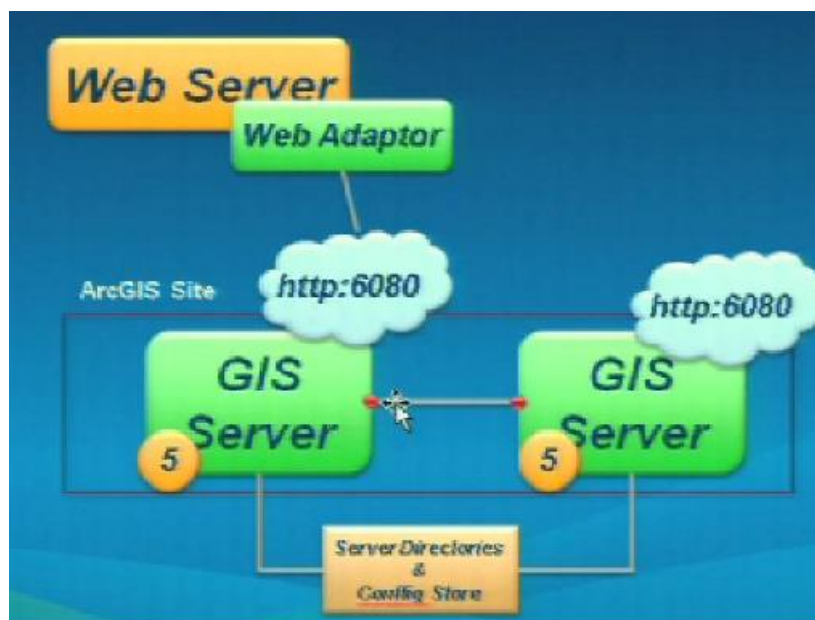 Web Server
Web Adaptor
ArcGIS Site
http:6080
http:6080
GIS
Server
5
GIS
Server
5
Server Directories
&
Config Store